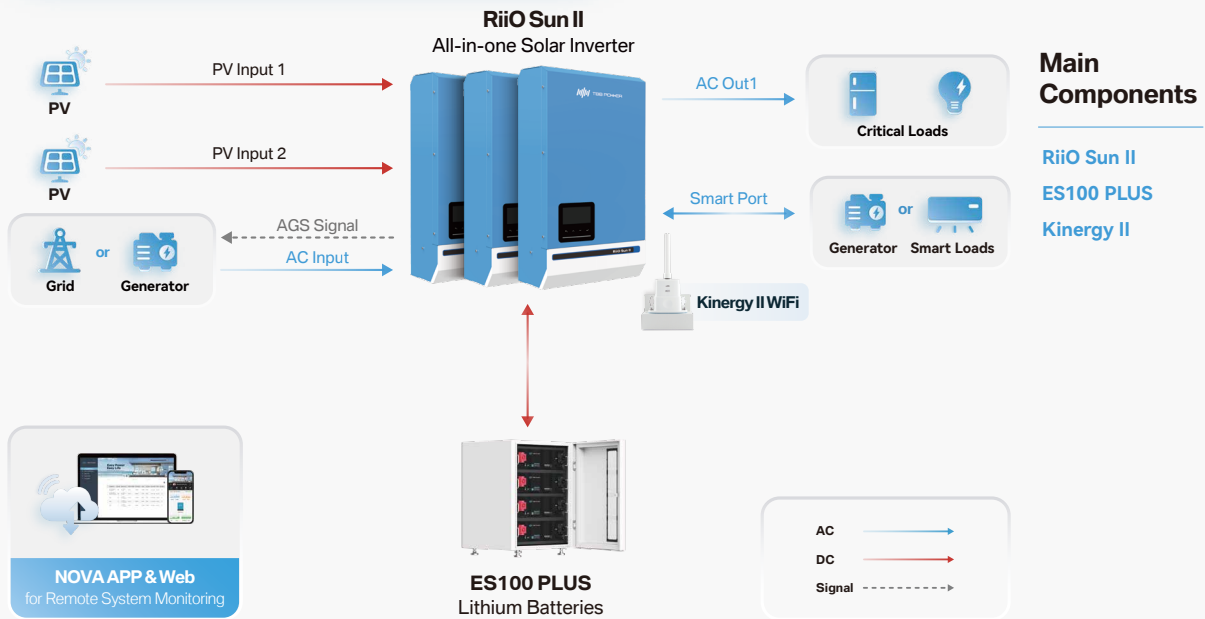 RiiO Sun II
All-in-one Solar Inverter
PV Input 1
PV
PV Input 2
PV
AGS Signal
AC Input
Grid
or
Generator
TBB POWER
AC Out1
Critical Loads
Smart Port
Generator
or
Smart Loads
Kinergy II WiFi
Main
Components
RiiO Sun II
ES100 PLUS
Kinergy II
NOVA APP & Web
for Remote System Monitoring
ES100 PLUS
Lithium Batteries
AC
DC
Signal